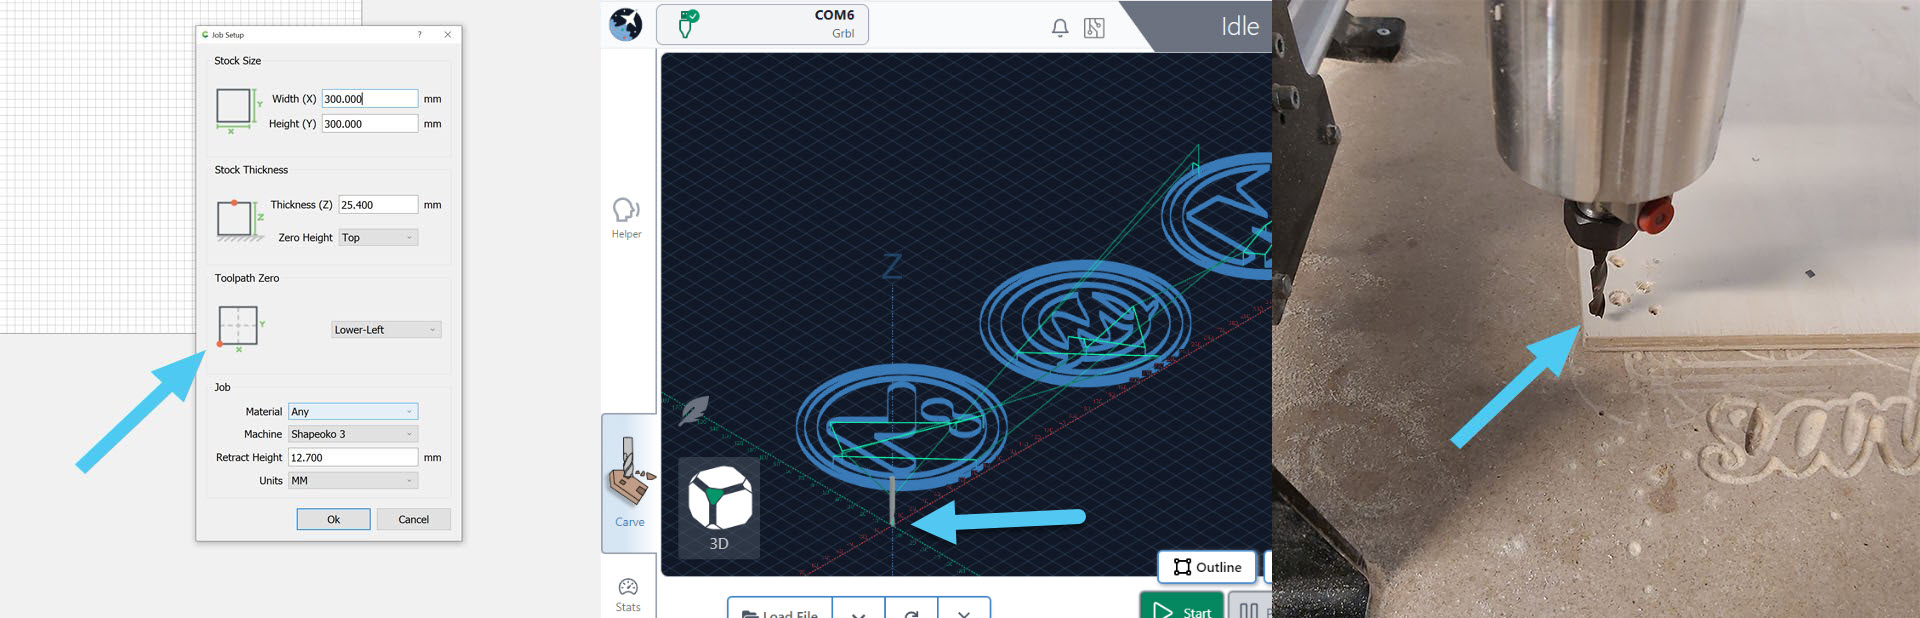 Job Setup
?
Stock Size
Y
X
Width (X) 300.000 mm
Height (Y) 300.000 mm
Stock Thickness
Z
Thickness (Z) 25.400 mm
Zero Height Top
Toolpath Zero
Y
X
Lower-Left
Job
Material Any
Machine Shapeoko 3
Retract Height 12.700 mm
Units MM
Ok Cancel
COM6
Grbl
Idle
Helper
Z
Carve
3D
Stats
Outline
Load File
Start